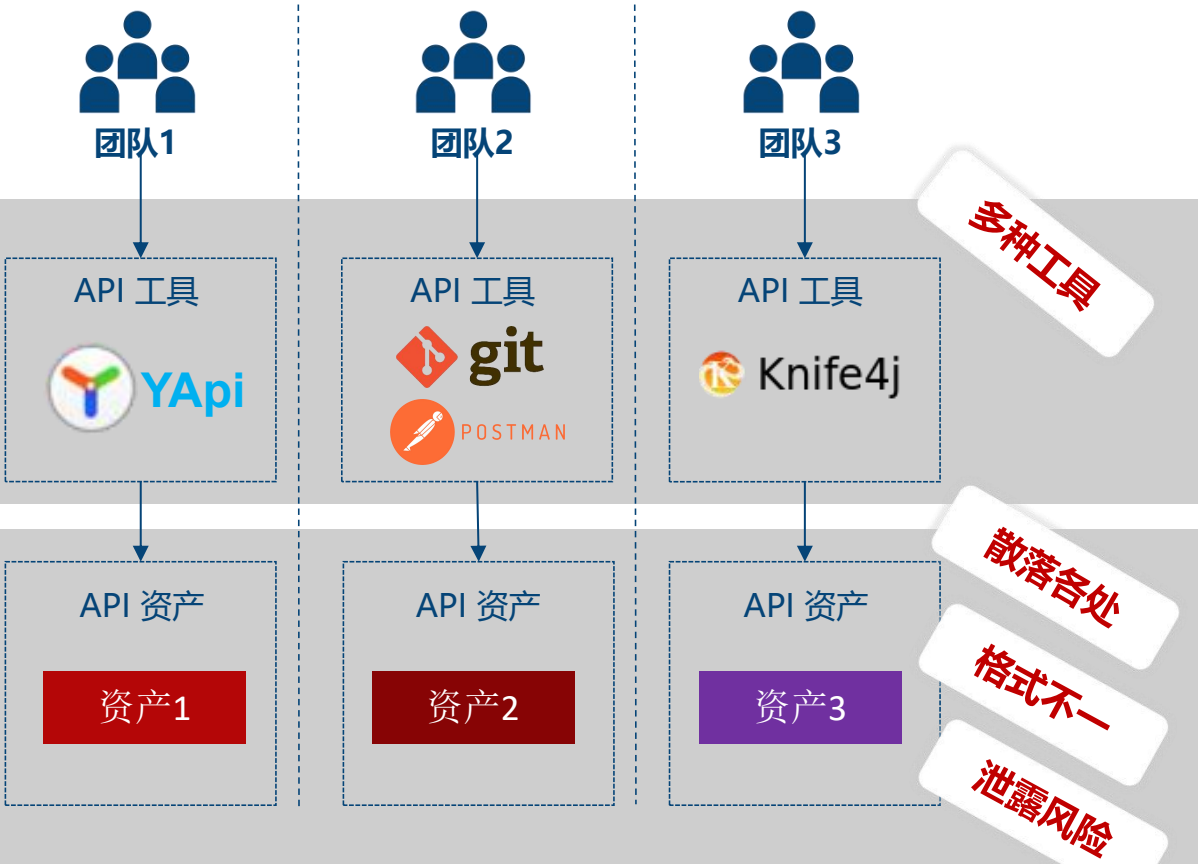 团队1
团队2
团队3
多种工具
API 工具
API 工具
API 工具
YApi
git
POSTMAN
Knife4j
散落各处
API 资产
API 资产
API 资产
格式不一
资产1
资产2
资产3
泄露风险